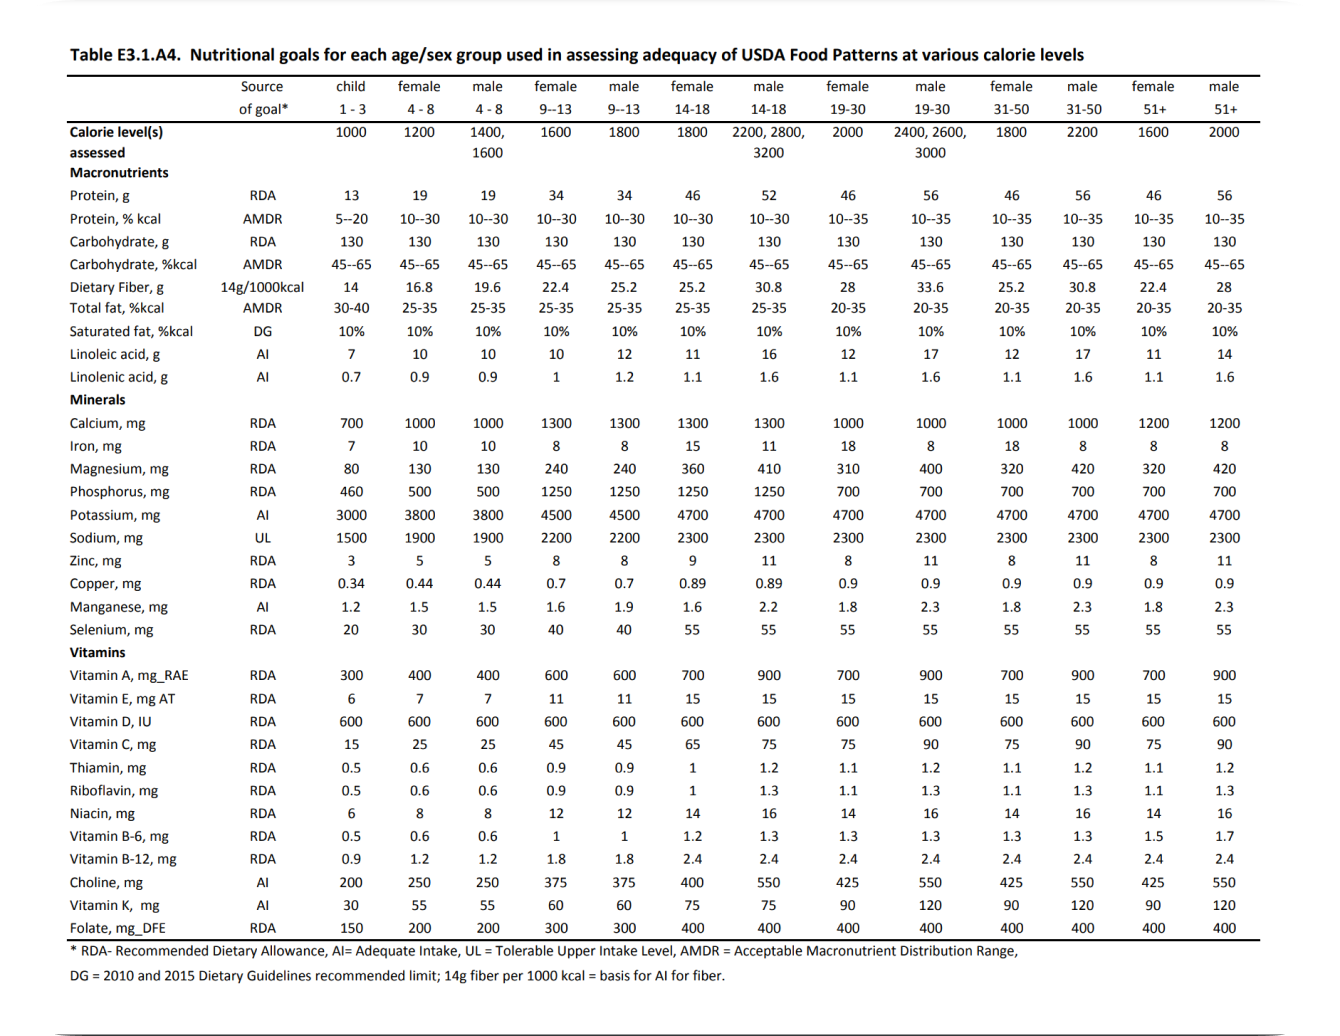 Table E3.1.A4. Nutritional goals for each age/sex group used in assessing adequacy of USDA Food Patterns at various calorie levels
Source child female male female male female male female male female male female male
of goal* 1 - 3 4 - 8 4 - 8 9--13 9--13 14-18 14-18 19-30 19-30 31-50 31-50 51+ 51+
Calorie level(s) 1000 1200 1400, 1600 1800 1800 2200, 2800, 2000 2400, 2600, 1800 2200 1600 2000
assessed 1600 3200 3000
Macronutrients
Protein, g RDA 13 19 19 34 34 46 52 46 56 46 56 46 56
Protein, % kcal AMDR 5--20 10--30 10--30 10--30 10--30 10--30 10--30 10--35 10--35 10--35 10--35 10--35 10--35
Carbohydrate, g RDA 130 130 130 130 130 130 130 130 130 130 130 130 130
Carbohydrate, %kcal AMDR 45--65 45--65 45--65 45--65 45--65 45--65 45--65 45--65 45--65 45--65 45--65 45--65 45--65
Dietary Fiber, g 14g/1000kcal 14 16.8 19.6 22.4 25.2 25.2 30.8 28 33.6 25.2 30.8 22.4 28
Total fat, %kcal AMDR 30-40 25-35 25-35 25-35 25-35 25-35 25-35 20-35 20-35 20-35 20-35 20-35 20-35
Saturated fat, %kcal DG 10% 10% 10% 10% 10% 10% 10% 10% 10% 10% 10% 10% 10%
Linoleic acid, g AI 7 10 10 10 12 11 16 12 17 12 17 11 14
Linolenic acid, g AI 0.7 0.9 0.9 1 1.2 1.1 1.6 1.1 1.6 1.1 1.6 1.1 1.6
Minerals
Calcium, mg RDA 700 1000 1000 1300 1300 1300 1300 1000 1000 1000 1000 1200 1200
Iron, mg RDA 7 10 10 8 8 15 11 18 8 18 8 8 8
Magnesium, mg RDA 80 130 130 240 240 360 410 310 400 320 420 320 420
Phosphorus, mg RDA 460 500 500 1250 1250 1250 1250 700 700 700 700 700 700
Potassium, mg AI 3000 3800 3800 4500 4500 4700 4700 4700 4700 4700 4700 4700 4700
Sodium, mg UL 1500 1900 1900 2200 2200 2300 2300 2300 2300 2300 2300 2300 2300
Zinc, mg RDA 3 5 5 8 8 9 11 8 11 8 11 8 11
Copper, mg RDA 0.34 0.44 0.44 0.7 0.7 0.89 0.89 0.9 0.9 0.9 0.9 0.9 0.9
Manganese, mg AI 1.2 1.5 1.5 1.6 1.9 1.6 2.2 1.8 2.3 1.8 2.3 1.8 2.3
Selenium, mg RDA 20 30 30 40 40 55 55 55 55 55 55 55 55
Vitamins
Vitamin A, mg_RAE RDA 300 400 400 600 600 700 900 700 900 700 900 700 900
Vitamin E, mg AT RDA 6 7 7 11 11 15 15 15 15 15 15 15 15
Vitamin D, IU RDA 600 600 600 600 600 600 600 600 600 600 600 600 600
Vitamin C, mg RDA 15 25 25 45 45 65 75 75 90 75 90 75 90
Thiamin, mg RDA 0.5 0.6 0.6 0.9 0.9 1 1.2 1.1 1.2 1.1 1.2 1.1 1.2
Riboflavin, mg RDA 0.5 0.6 0.6 0.9 0.9 1 1.3 1.1 1.3 1.1 1.3 1.1 1.3
Niacin, mg RDA 6 8 8 12 12 14 16 14 16 14 16 14 16
Vitamin B-6, mg RDA 0.5 0.6 0.6 1 1 1.2 1.3 1.3 1.3 1.3 1.3 1.5 1.7
Vitamin B-12, mg RDA 0.9 1.2 1.2 1.8 1.8 2.4 2.4 2.4 2.4 2.4 2.4 2.4 2.4
Choline, mg AI 200 250 250 375 375 400 550 425 550 425 550 425 550
Vitamin K, mg AI 30 55 55 60 60 75 75 90 120 90 120 90 120
Folate, mg_DFE RDA 150 200 200 300 300 400 400 400 400 400 400 400 400
* RDA- Recommended Dietary Allowance, AI= Adequate Intake, UL = Tolerable Upper Intake Level, AMDR = Acceptable Macronutrient Distribution Range,
DG = 2010 and 2015 Dietary Guidelines recommended limit; 14g fiber per 1000 kcal = basis for AI for fiber.